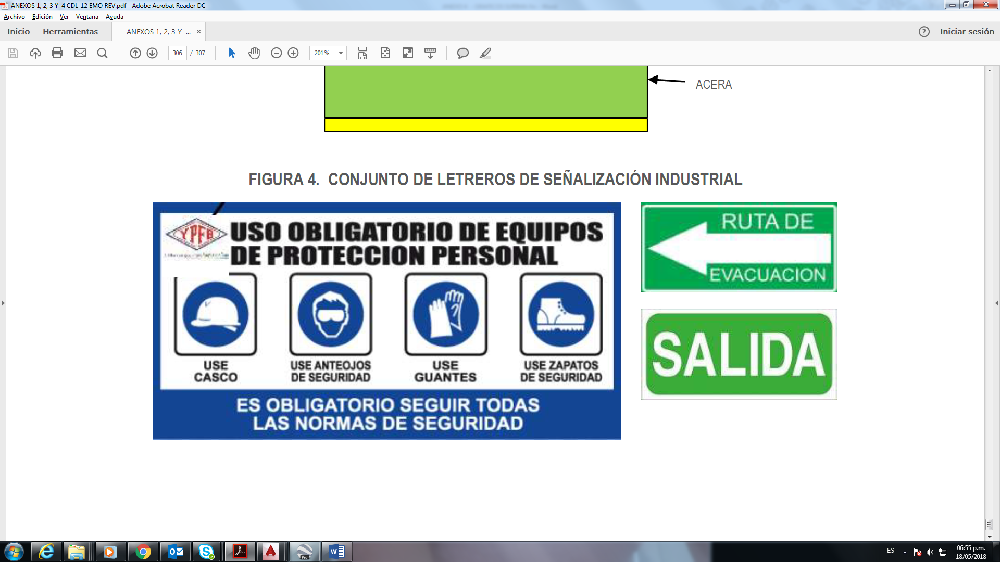 ANEXOS 1, 2, 3 Y  4 CDL-12 EMO REV.pdf - Adobe Acrobat Reader DC
Archivo Edición Ver Ventana Ayuda
Inicio Herramientas ANEXOS 1, 2, 3 Y ... × ? Iniciar sesión
306 / 307 201%
ACERA
FIGURA 4.  CONJUNTO DE LETREROS DE SEÑALIZACIÓN INDUSTRIAL
YPFB
USO OBLIGATORIO DE EQUIPOS
DE PROTECCION PERSONAL
USE
CASCO
USE ANTEOJOS
DE SEGURIDAD
USE
GUANTES
USE ZAPATOS
DE SEGURIDAD
ES OBLIGATORIO SEGUIR TODAS
LAS NORMAS DE SEGURIDAD
RUTA DE
EVACUACION
SALIDA
Pro
ES
06:55 p.m.
18/05/2018